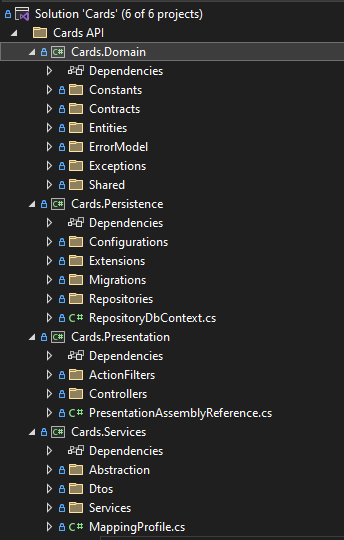 Solution 'Cards' (6 of 6 projects)
Cards API
C# Cards.Domain
Dependencies
Constants
Contracts
Entities
ErrorModel
Exceptions
Shared
C# Cards.Persistence
Dependencies
Configurations
Extensions
Migrations
Repositories
C# RepositoryDbContext.cs
C# Cards.Presentation
Dependencies
ActionFilters
Controllers
C# PresentationAssemblyReference.cs
C# Cards.Services
Dependencies
Abstraction
Dtos
Services
C# MappingProfile.cs